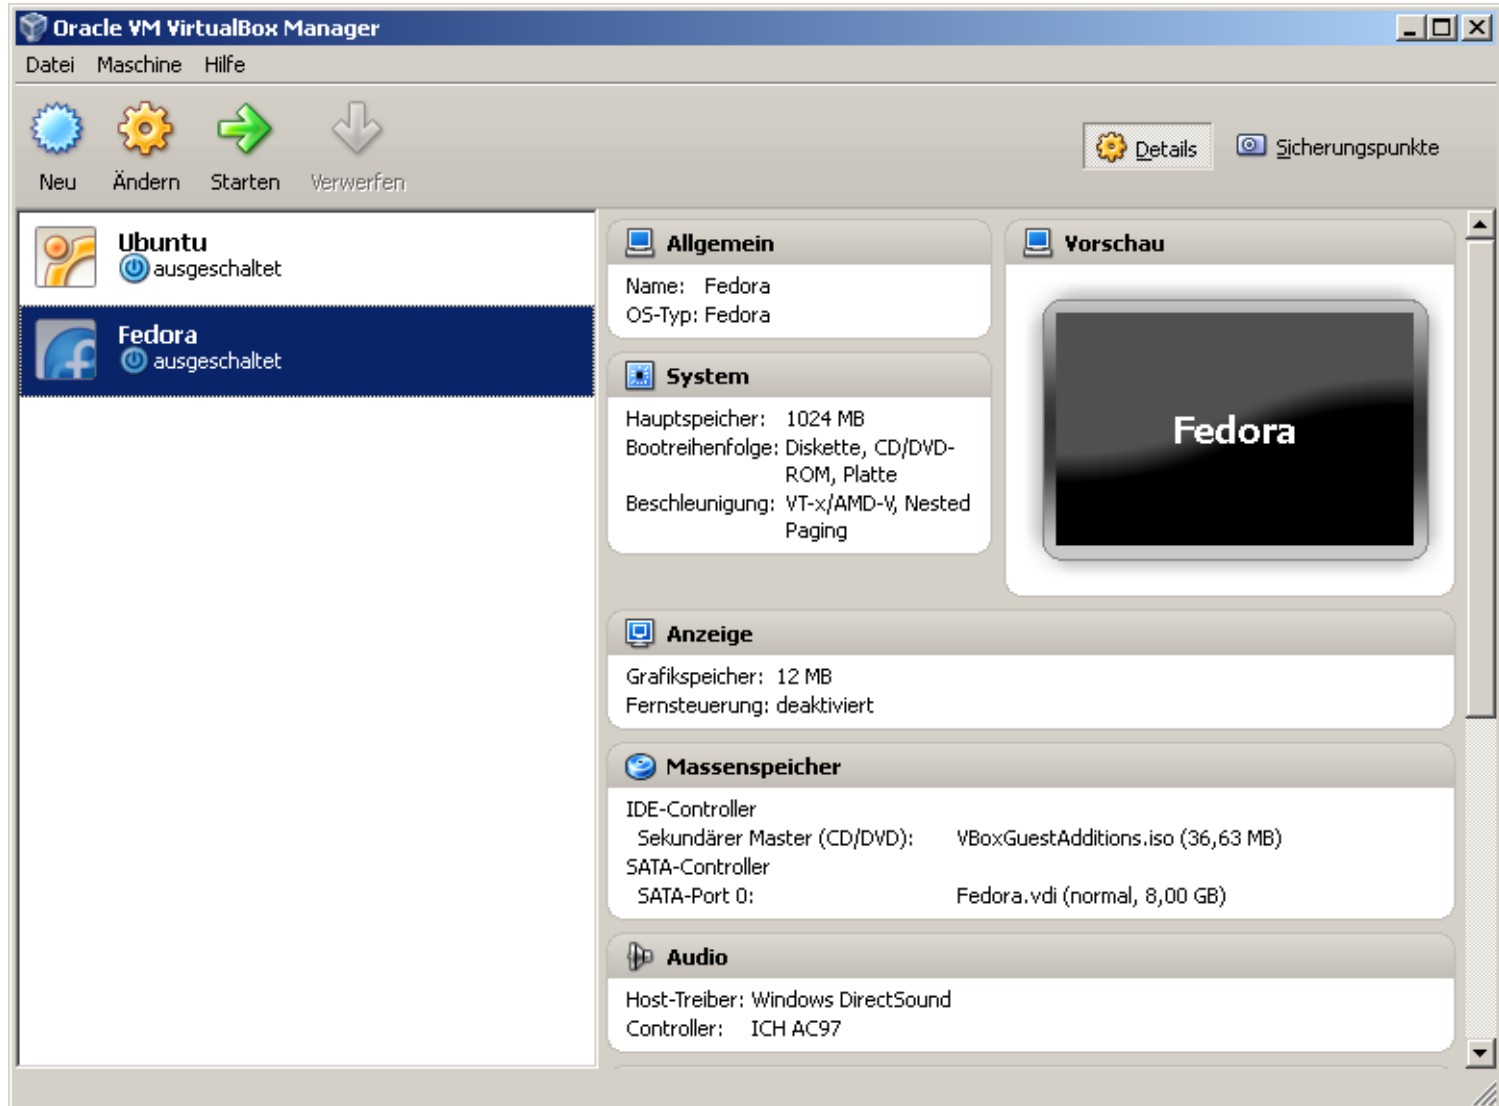 Oracle VM VirtualBox Manager
Datei Maschine Hilfe
Neu Ändern Starten Verwerfen
Details Sicherungspunkte
Ubuntu
ausgeschaltet
Fedora
ausgeschaltet
Allgemein
Name: Fedora
OS-Typ: Fedora
System
Hauptspeicher: 1024 MB
Bootreihenfolge: Diskette, CD/DVD-
ROM, Platte
Beschleunigung: VT-x/AMD-V, Nested
Paging
Vorschau
Fedora
Anzeige
Grafikspeicher: 12 MB
Fernsteuerung: deaktiviert
Massenspeicher
IDE-Controller
Sekundärer Master (CD/DVD): VBoxGuestAdditions.iso (36,63 MB)
SATA-Controller
SATA-Port 0: Fedora.vdi (normal, 8,00 GB)
Audio
Host-Treiber: Windows DirectSound
Controller: ICH AC97